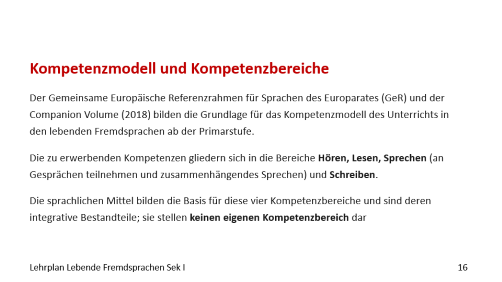 Kompetenzmodell und Kompetenzbereiche
Der Gemeinsame Europäische Referenzrahmen für Sprachen des Europarates (GeR) und der
Companion Volume (2018) bilden die Grundlage für das Kompetenzmodell des Unterrichts in
den lebenden Fremdsprachen ab der Primarstufe.
Die zu erwerbenden Kompetenzen gliedern sich in die Bereiche Hören, Lesen, Sprechen (an
Gesprächen teilnehmen und zusammenhängendes Sprechen) und Schreiben.
Die sprachlichen Mittel bilden die Basis für diese vier Kompetenzbereiche und sind deren
integrative Bestandteile; sie stellen keinen eigenen Kompetenzbereich dar
Lehrplan Lebende Fremdsprachen Sek I 16